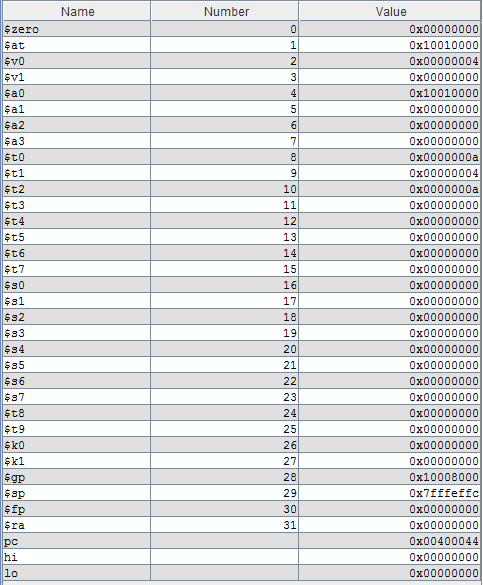 Name Number Value
$zero 0 0x00000000
$at 1 0x10010000
$v0 2 0x00000004
$v1 3 0x00000000
$a0 4 0x10010000
$a1 5 0x00000000
$a2 6 0x00000000
$a3 7 0x00000000
$t0 8 0x0000000a
$t1 9 0x00000004
$t2 10 0x0000000a
$t3 11 0x00000000
$t4 12 0x00000000
$t5 13 0x00000000
$t6 14 0x00000000
$t7 15 0x00000000
$s0 16 0x00000000
$s1 17 0x00000000
$s2 18 0x00000000
$s3 19 0x00000000
$s4 20 0x00000000
$s5 21 0x00000000
$s6 22 0x00000000
$s7 23 0x00000000
$t8 24 0x00000000
$t9 25 0x00000000
$k0 26 0x00000000
$k1 27 0x00000000
$gp 28 0x10008000
$sp 29 0x7fffeffc
$fp 30 0x00000000
$ra 31 0x00000000
pc 0x00400044
hi 0x00000000
lo 0x00000000